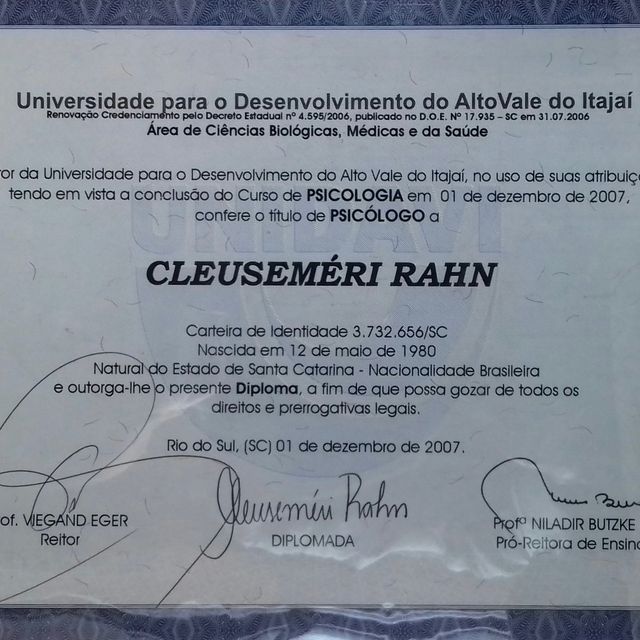 Universidade para o Desenvolvimento do AltoVale do Itajaí
Renovação Credenciamento pelo Decreto Estadual nº 4.595/2006, publicado no D.O.E. Nº 17.935 – SC em 31.07.2006
Área de Ciências Biológicas, Médicas e da Saúde
or da Universidade para o Desenvolvimento do Alto Vale do Itajaí, no uso de suas atribuiç
tendo em vista a conclusão do Curso de PSICOLOGIA em 01 de dezembro de 2007,
confere o título de PSICÓLOGO a
UNIDAVI
CLEUSEMÉRI RAHN
Carteira de Identidade 3.732.656/SC
Nascida em 12 de maio de 1980
Natural do Estado de Santa Catarina - Nacionalidade Brasileira
e outorga-lhe o presente Diploma, a fim de que possa gozar de todos os
direitos e prerrogativas legais.
Rio do Sul, (SC) 01 de dezembro de 2007.
Cleuseméri Rahn
of. VIEGAND EGER
Reitor
DIPLOMADA
Profª NILADIR BUTZKE
Pró-Reitora de Ensino